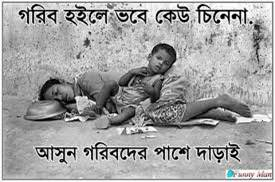 গরিব হইলে ভবে কেউ চিনেনা.
আসুন গরিবদের পাশে দাড়াই
Funny Man